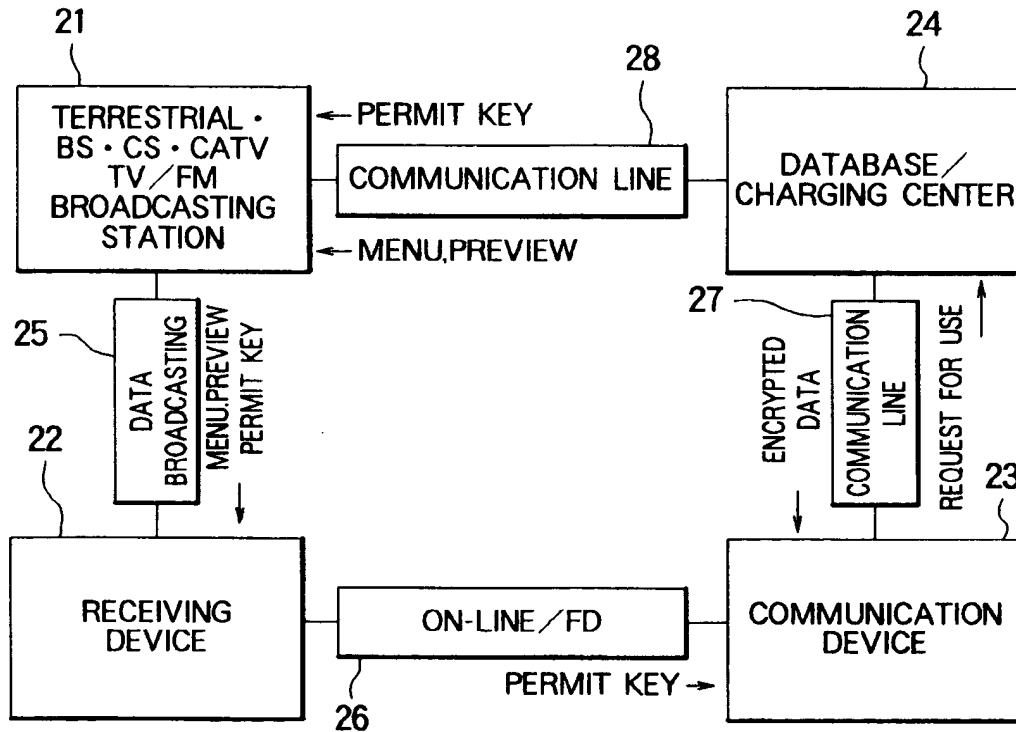 21
24
28
TERRESTRIAL・
BS・CS・CATV
TV／FM
BROADCASTING
STATION
←PERMIT KEY
COMMUNICATION LINE
←MENU,PREVIEW
DATABASE／
CHARGING CENTER
25
DATA
BROADCASTING
MENU.PREVIEW
PERMIT KEY
↓
27
ENCRYPTED
DATA
↓
COMMUNICATION
LINE
REQUEST FOR USE
↑
22
23
RECEIVING
DEVICE
ON-LINE／FD
COMMUNICATION
DEVICE
26
PERMIT KEY→